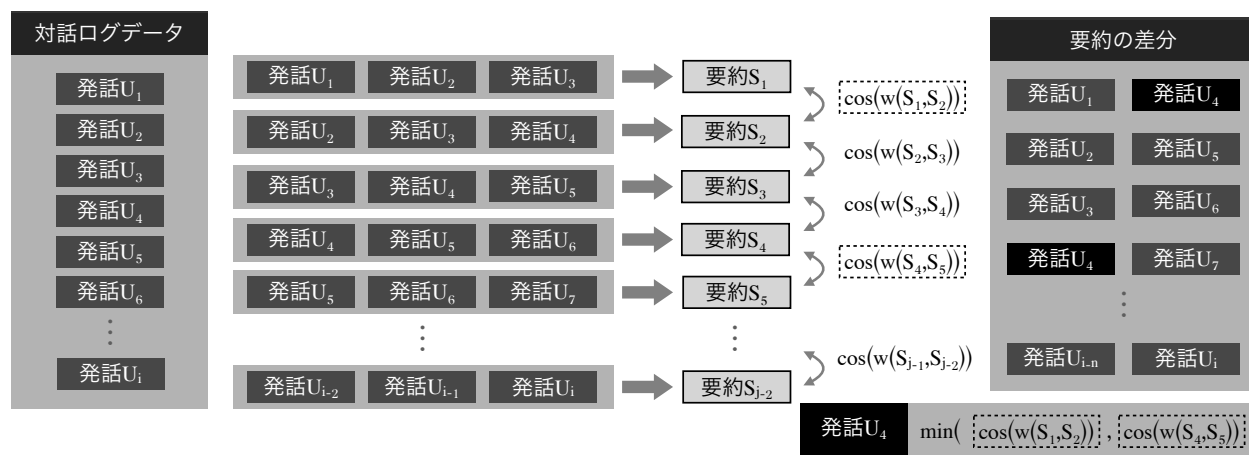 対話ログデータ
発話U₁
発話U₂
発話U₃
発話U₄
発話U₅
発話U₆
⋮
発話Uᵢ
発話U₁ 発話U₂ 発話U₃ 要約S₁
発話U₂ 発話U₃ 発話U₄ 要約S₂
発話U₃ 発話U₄ 発話U₅ 要約S₃
発話U₄ 発話U₅ 発話U₆ 要約S₄
発話U₅ 発話U₆ 発話U₇ 要約S₅
⋮ ⋮
発話Uᵢ₋₂ 発話Uᵢ₋₁ 発話Uᵢ 要約Sⱼ₋₂
cos(w(S₁,S₂))
cos(w(S₂,S₃))
cos(w(S₃,S₄))
cos(w(S₄,S₅))
cos(w(Sⱼ₋₁,Sⱼ₋₂))
要約の差分
発話U₁ 発話U₄
発話U₂ 発話U₅
発話U₃ 発話U₆
発話U₄ 発話U₇
⋮
発話Uᵢ₋ₙ 発話Uᵢ
発話U₄ min( cos(w(S₁,S₂)) , cos(w(S₄,S₅))